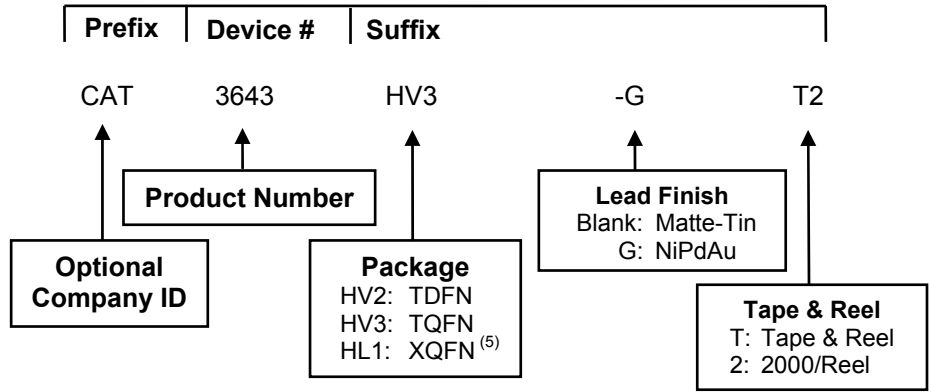 Prefix Device # Suffix
CAT 3643 HV3 -G T2
Product Number
Optional
Company ID
Package
HV2: TDFN
HV3: TQFN
HL1: XQFN (5)
Lead Finish
Blank: Matte-Tin
G: NiPdAu
Tape & Reel
T: Tape & Reel
2: 2000/Reel